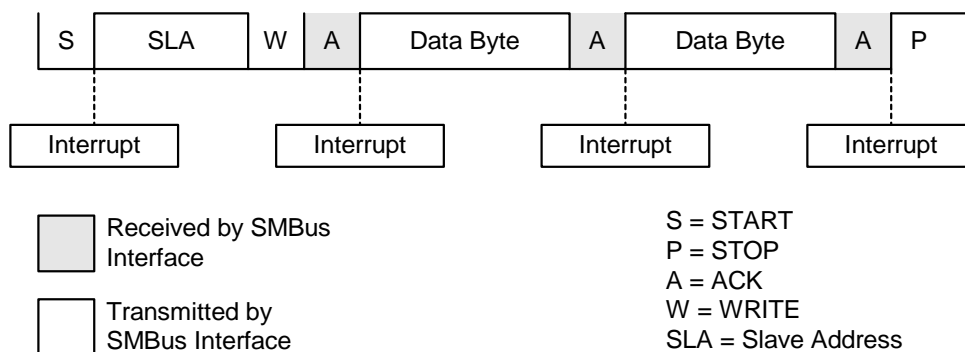 S SLA W A Data Byte A Data Byte A P
Interrupt Interrupt Interrupt Interrupt
Received by SMBus
Interface
Transmitted by
SMBus Interface
S = START
P = STOP
A = ACK
W = WRITE
SLA = Slave Address